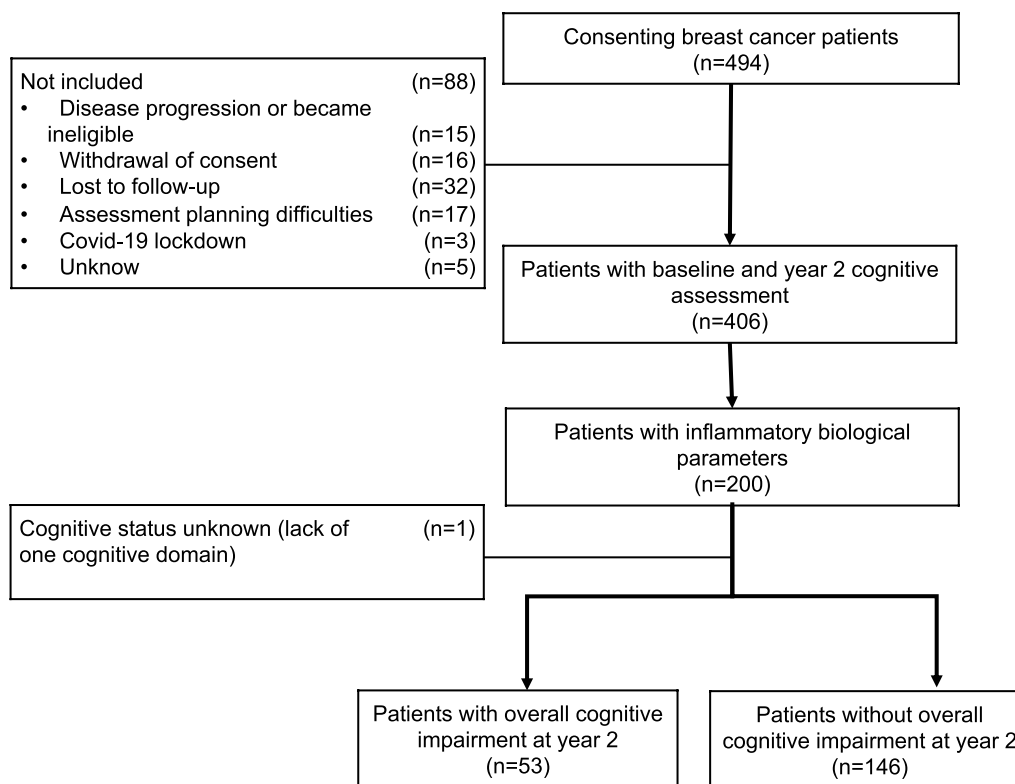 Consenting breast cancer patients
(n=494)
Not included (n=88)
• Disease progression or became
ineligible (n=15)
• Withdrawal of consent (n=16)
• Lost to follow-up (n=32)
• Assessment planning difficulties (n=17)
• Covid-19 lockdown (n=3)
• Unknow (n=5)
Patients with baseline and year 2 cognitive
assessment
(n=406)
Patients with inflammatory biological
parameters
(n=200)
Cognitive status unknown (lack of (n=1)
one cognitive domain)
Patients with overall cognitive
impairment at year 2
(n=53)
Patients without overall
cognitive impairment at year 2
(n=146)